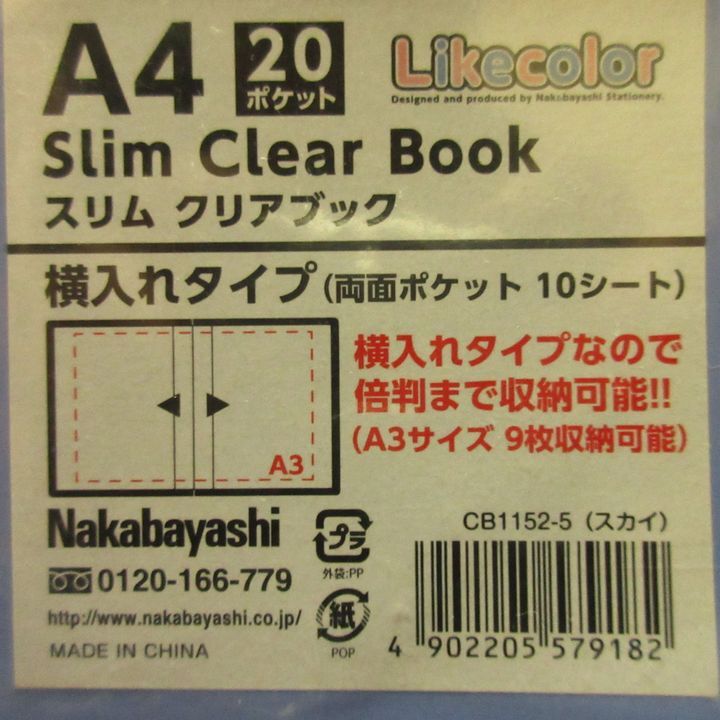 A4 20 ポケット Likecolor
Designed and produced by Nakabayashi Stationery.
Slim Clear Book
スリム クリアブック
横入れタイプ(両面ポケット 10シート)
A3
横入れタイプなので
倍判まで収納可能!!
(A3サイズ 9枚収納可能)
Nakabayashi
0120-166-779
http://www.nakabayashi.co.jp/
MADE IN CHINA
プラ
外袋:PP
紙
POP
CB1152-5(スカイ)
4 902205 579182